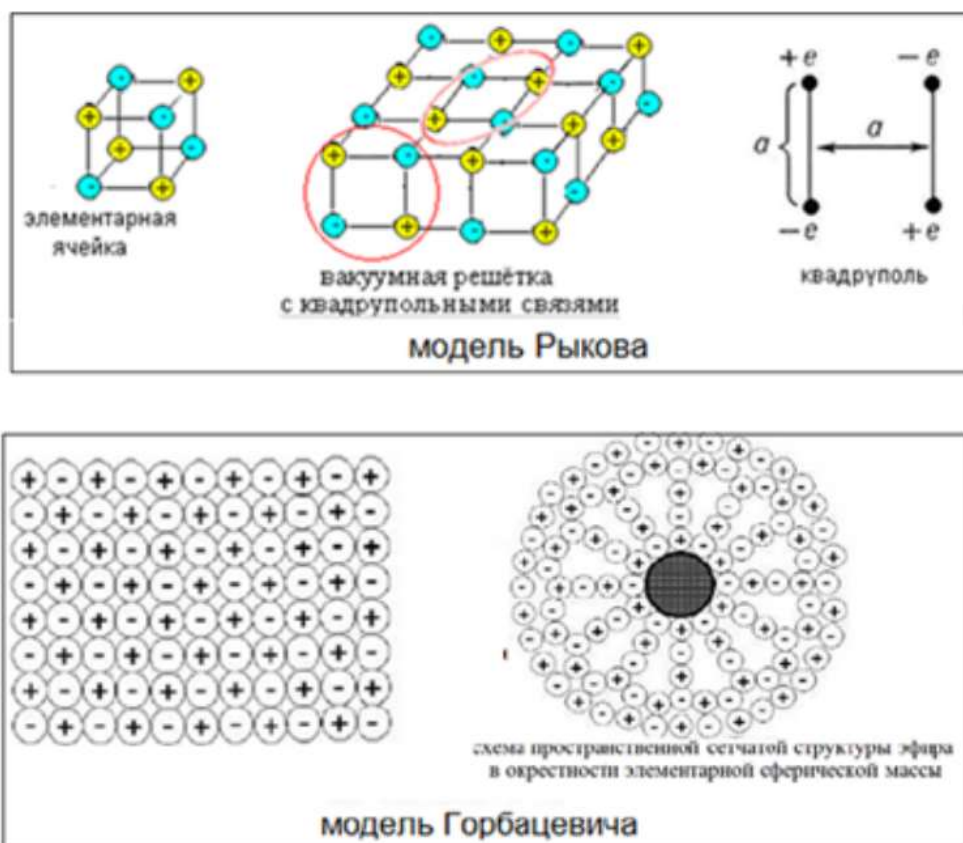 элементарная
ячейка
вакуумная решётка
с квадрупольными связями
+e −e
a a
−e +e
квадруполь
модель Рыкова
+ - + - + - + - + - +
- + - + - + - + - + -
+ - + - + - + - + - +
- + - + - + - + - + -
+ - + - + - + - + - +
- + - + - + - + - + -
+ - + - + - + - + - +
- + - + - + - + - + -
схема пространственной сетчатой структуры эфира
в окрестности элементарной сферической массы
модель Горбацевича